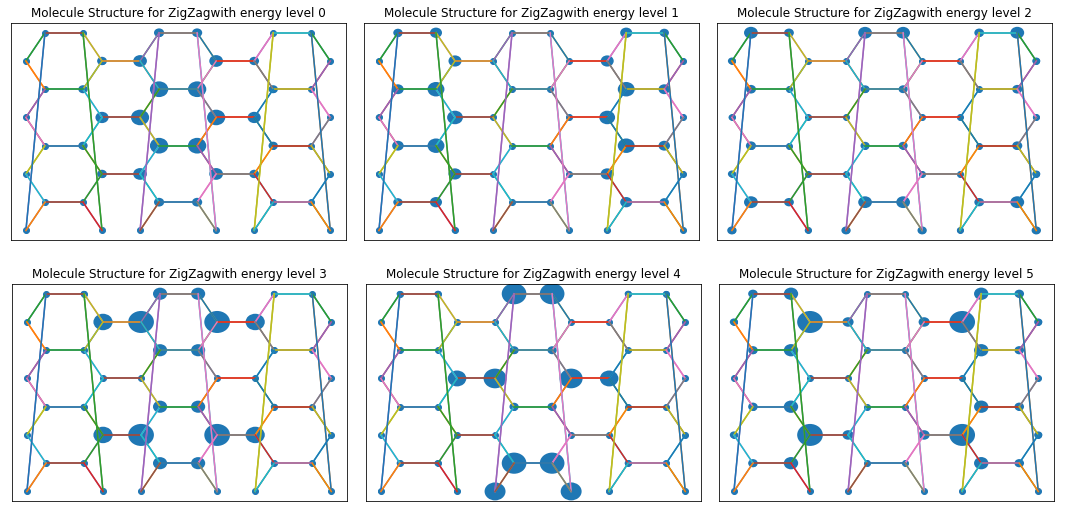 Molecule Structure for ZigZagwith energy level 0
Molecule Structure for ZigZagwith energy level 1
Molecule Structure for ZigZagwith energy level 2
Molecule Structure for ZigZagwith energy level 3
Molecule Structure for ZigZagwith energy level 4
Molecule Structure for ZigZagwith energy level 5